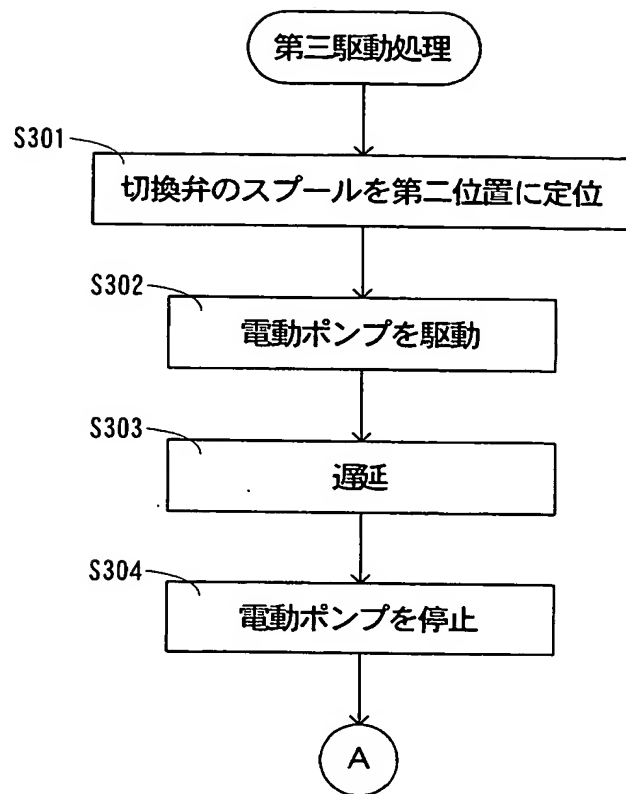 第三駆動処理
S301
切換弁のスプールを第二位置に定位
S302
電動ポンプを駆動
S303
遅延
S304
電動ポンプを停止
A